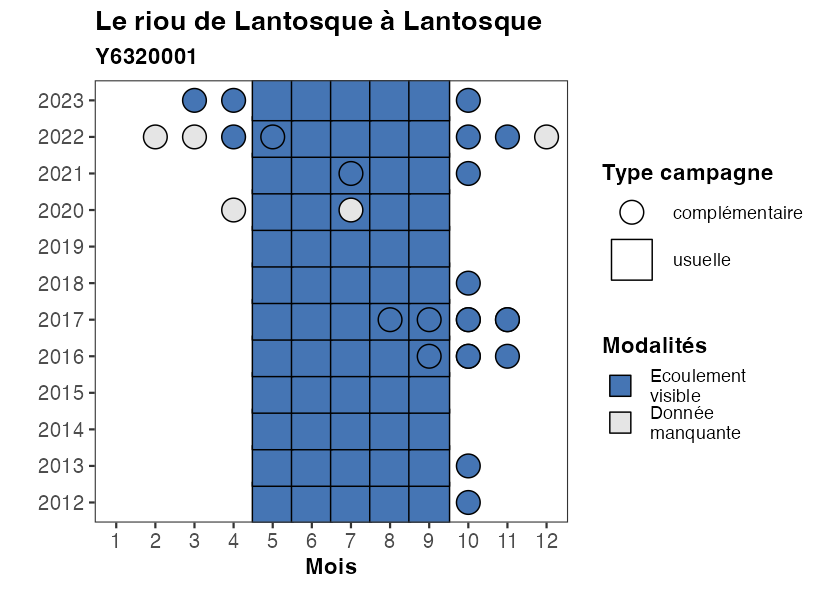 Le riou de Lantosque à Lantosque
Y6320001
2023
2022
2021
2020
2019
2018
2017
2016
2015
2014
2013
2012
1 2 3 4 5 6 7 8 9 10 11 12
Mois
Type campagne
complémentaire
usuelle
Modalités
Ecoulement
visible
Donnée
manquante